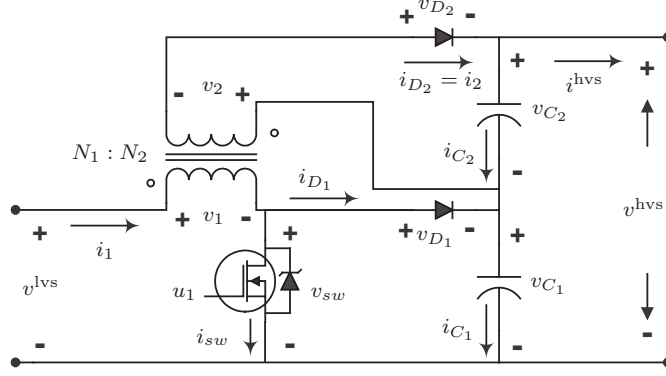 + v_{D_2} -
i_{D_2} = i_2
+
i^{hvs}
+
- v_2 +
v_{C_2}
N_1 : N_2
i_{C_2}
-
i_{D_1}
v^{hvs}
+ v_1 -
+
i_1
+
+ v_{D_1} -
+
v^{lvs}
v_{C_1}
u_1
v_{sw}
i_{sw}
i_{C_1}
-
-
-
-